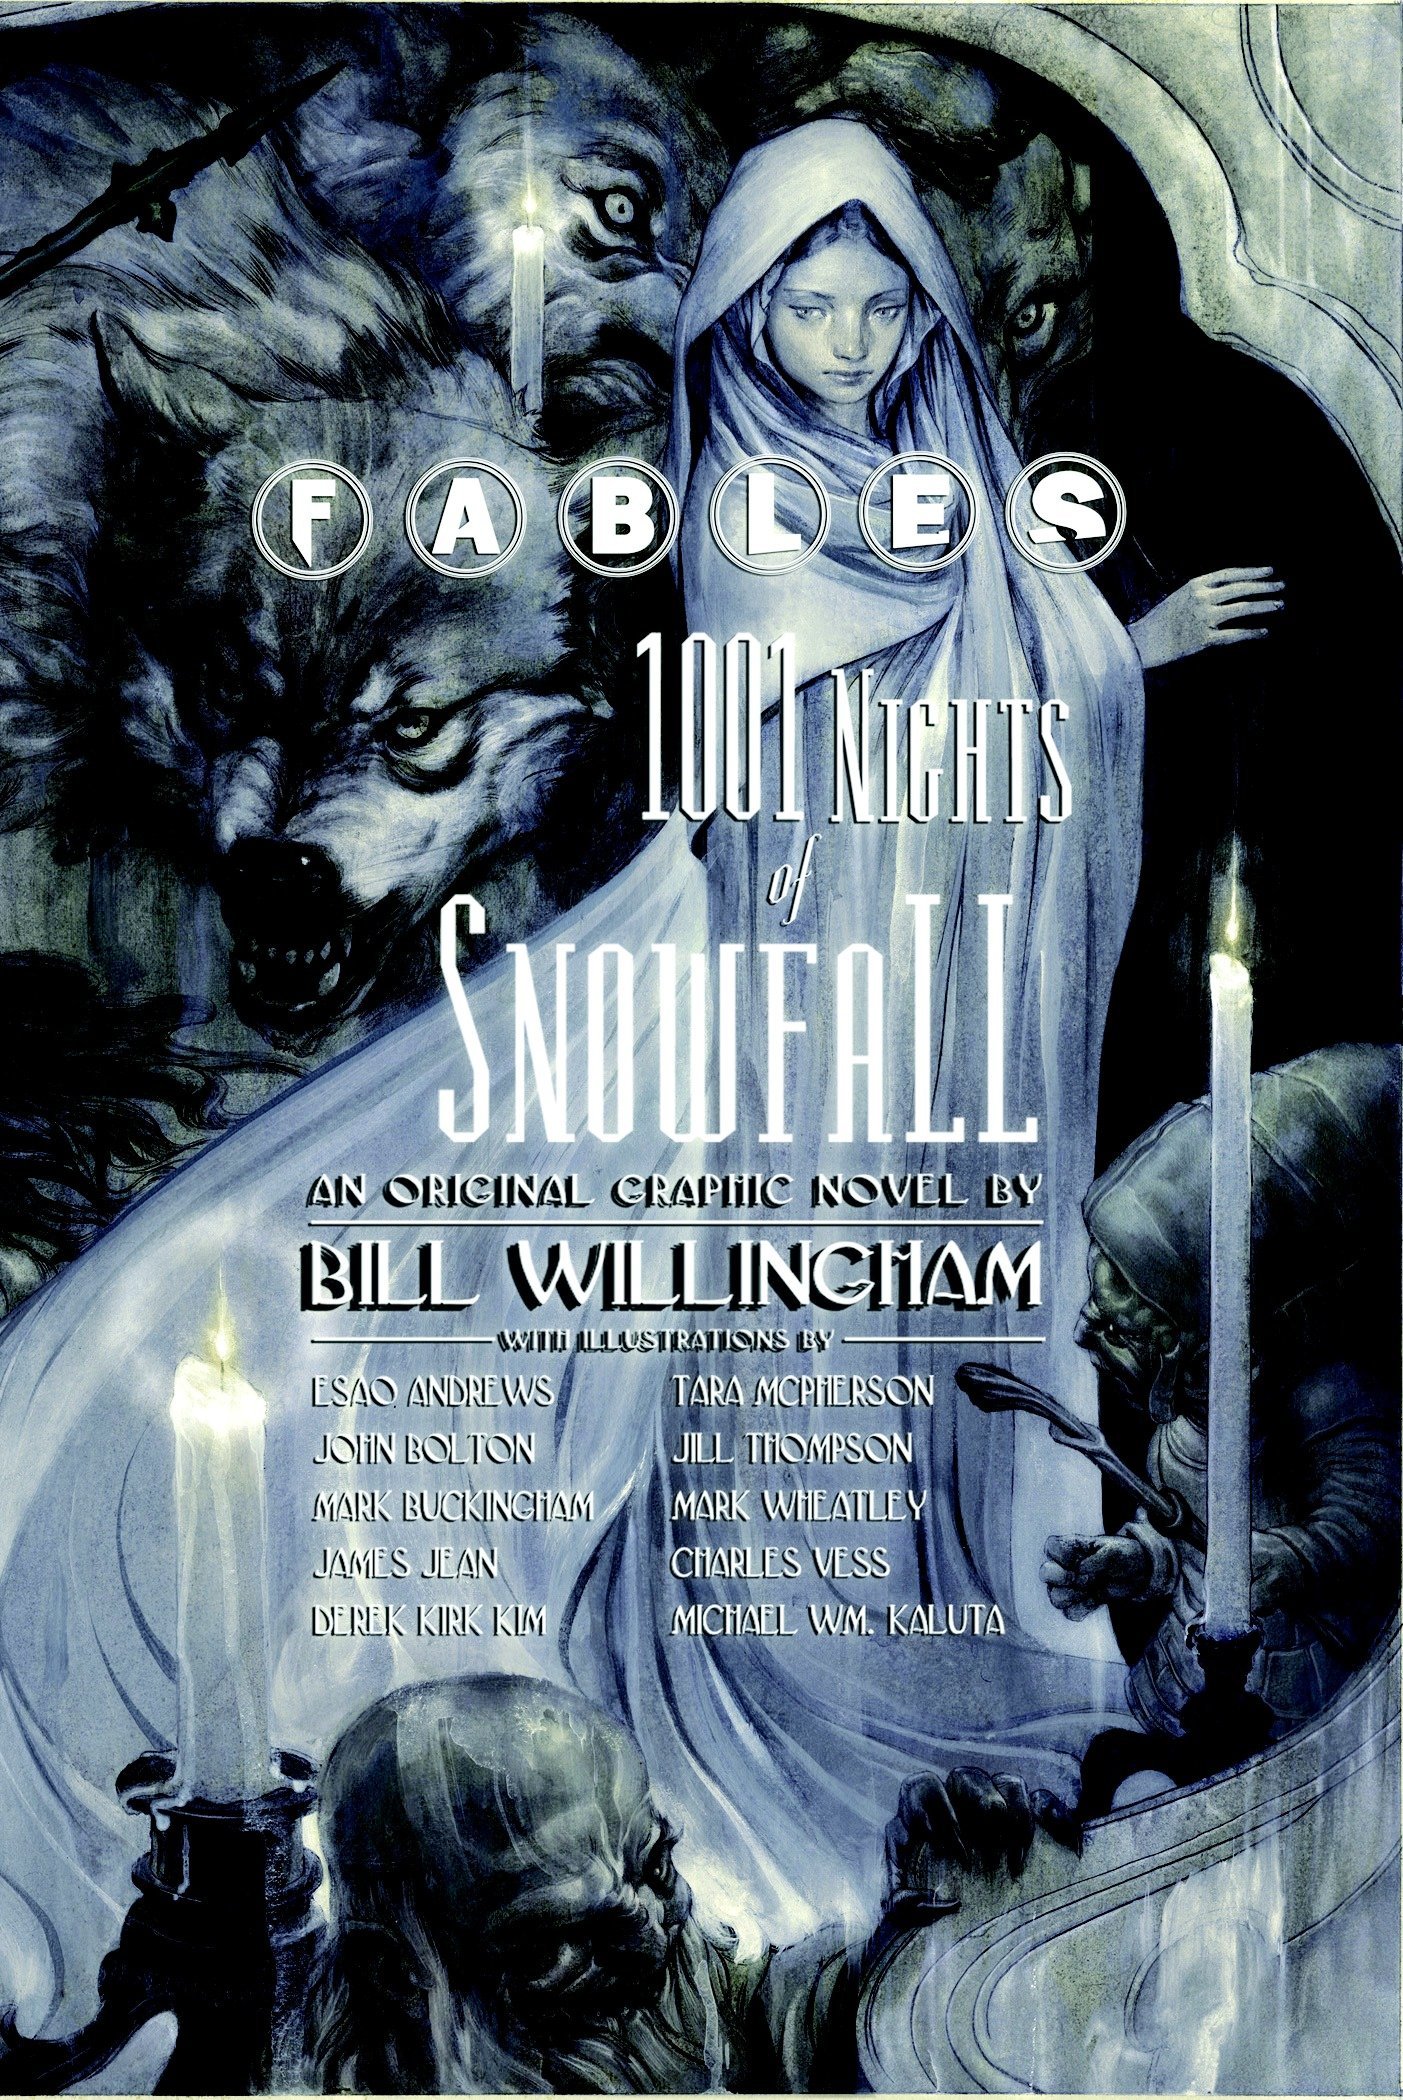 FABLES
1001 NIGHTS
of
SNOWFALL
AN ORIGINAL GRAPHIC NOVEL BY
BILL WILLINGHAM
WITH ILLUSTRATIONS BY
ESAO ANDREWS
JOHN BOLTON
MARK BUCKINGHAM
JAMES JEAN
DEREK KIRK KIM
TARA MCPHERSON
JILL THOMPSON
MARK WHEATLEY
CHARLES VESS
MICHAEL WM. KALUTA